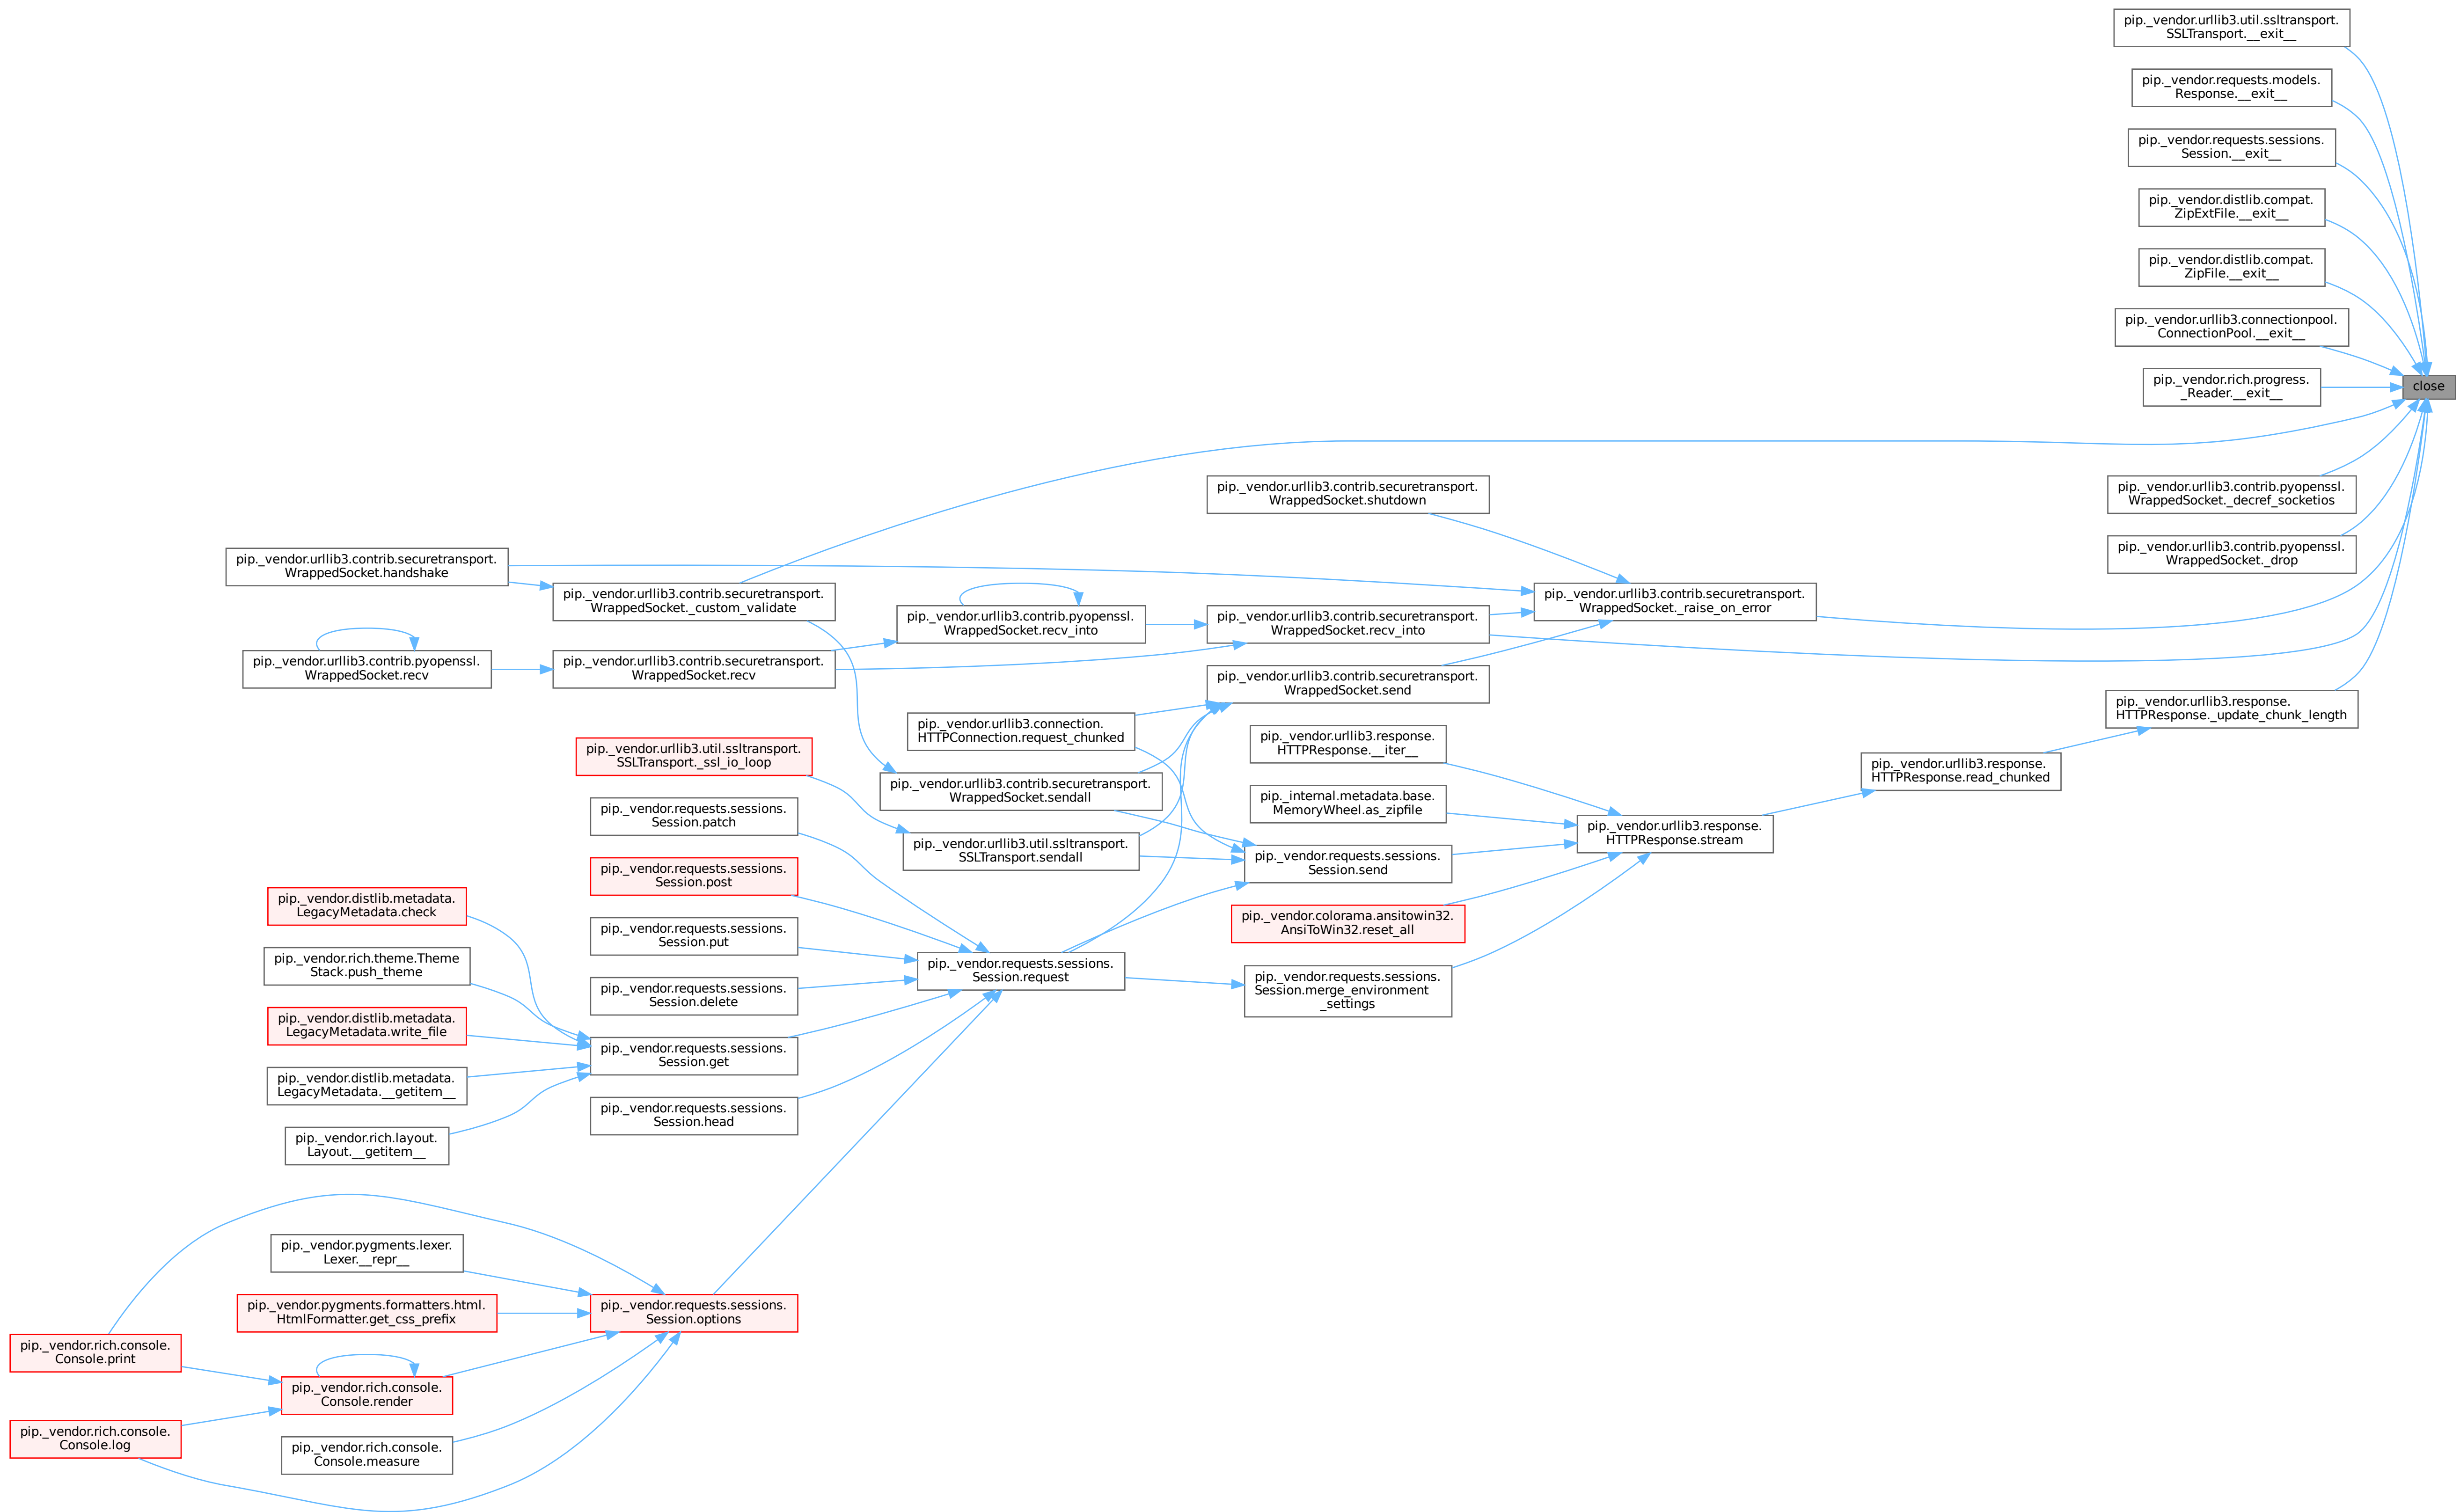 pip._vendor.urllib3.util.ssltransport.
SSLTransport.__exit__
pip._vendor.requests.models.
Response.__exit__
pip._vendor.requests.sessions.
Session.__exit__
pip._vendor.distlib.compat.
ZipExtFile.__exit__
pip._vendor.distlib.compat.
ZipFile.__exit__
pip._vendor.urllib3.connectionpool.
ConnectionPool.__exit__
pip._vendor.rich.progress.
_Reader.__exit__
close
pip._vendor.urllib3.contrib.pyopenssl.
WrappedSocket._decref_socketios
pip._vendor.urllib3.contrib.securetransport.
WrappedSocket.shutdown
pip._vendor.urllib3.contrib.pyopenssl.
WrappedSocket._drop
pip._vendor.urllib3.contrib.securetransport.
WrappedSocket.handshake
pip._vendor.urllib3.contrib.securetransport.
WrappedSocket._custom_validate
pip._vendor.urllib3.contrib.securetransport.
WrappedSocket._raise_on_error
pip._vendor.urllib3.contrib.pyopenssl.
WrappedSocket.recv_into
pip._vendor.urllib3.contrib.securetransport.
WrappedSocket.recv_into
pip._vendor.urllib3.contrib.pyopenssl.
WrappedSocket.recv
pip._vendor.urllib3.contrib.securetransport.
WrappedSocket.recv
pip._vendor.urllib3.contrib.securetransport.
WrappedSocket.send
pip._vendor.urllib3.response.
HTTPResponse._update_chunk_length
pip._vendor.urllib3.connection.
HTTPConnection.request_chunked
pip._vendor.urllib3.response.
HTTPResponse.__iter__
pip._vendor.urllib3.util.ssltransport.
SSLTransport._ssl_io_loop
pip._vendor.urllib3.response.
HTTPResponse.read_chunked
pip._vendor.urllib3.contrib.securetransport.
WrappedSocket.sendall
pip._internal.metadata.base.
MemoryWheel.as_zipfile
pip._vendor.requests.sessions.
Session.patch
pip._vendor.urllib3.response.
HTTPResponse.stream
pip._vendor.urllib3.util.ssltransport.
SSLTransport.sendall
pip._vendor.requests.sessions.
Session.send
pip._vendor.requests.sessions.
Session.post
pip._vendor.distlib.metadata.
LegacyMetadata.check
pip._vendor.colorama.ansitowin32.
AnsiToWin32.reset_all
pip._vendor.requests.sessions.
Session.put
pip._vendor.rich.theme.Theme
Stack.push_theme
pip._vendor.requests.sessions.
Session.request
pip._vendor.requests.sessions.
Session.merge_environment
_settings
pip._vendor.requests.sessions.
Session.delete
pip._vendor.distlib.metadata.
LegacyMetadata.write_file
pip._vendor.requests.sessions.
Session.get
pip._vendor.distlib.metadata.
LegacyMetadata.__getitem__
pip._vendor.requests.sessions.
Session.head
pip._vendor.rich.layout.
Layout.__getitem__
pip._vendor.pygments.lexer.
Lexer.__repr__
pip._vendor.pygments.formatters.html.
HtmlFormatter.get_css_prefix
pip._vendor.requests.sessions.
Session.options
pip._vendor.rich.console.
Console.print
pip._vendor.rich.console.
Console.render
pip._vendor.rich.console.
Console.log
pip._vendor.rich.console.
Console.measure